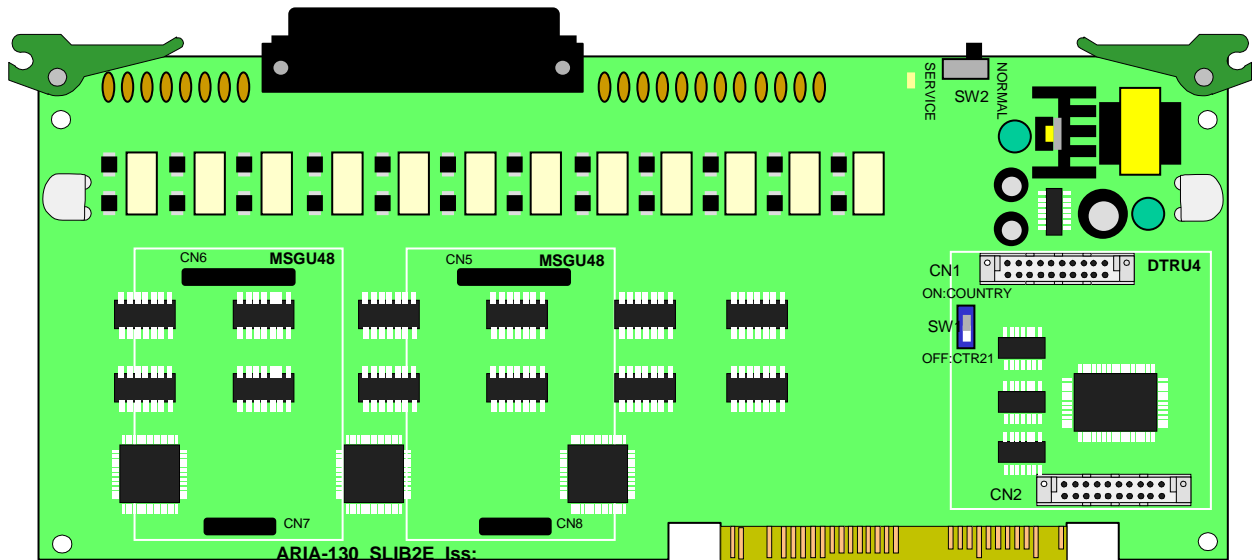 SERVICE
NORMAL
SW2
CN6
MSGU48
CN5
MSGU48
CN1
DTRU4
ON:COUNTRY
SW1
OFF:CTR21
CN2
CN7
CN8
ARIA-130 SLIB2E Iss: